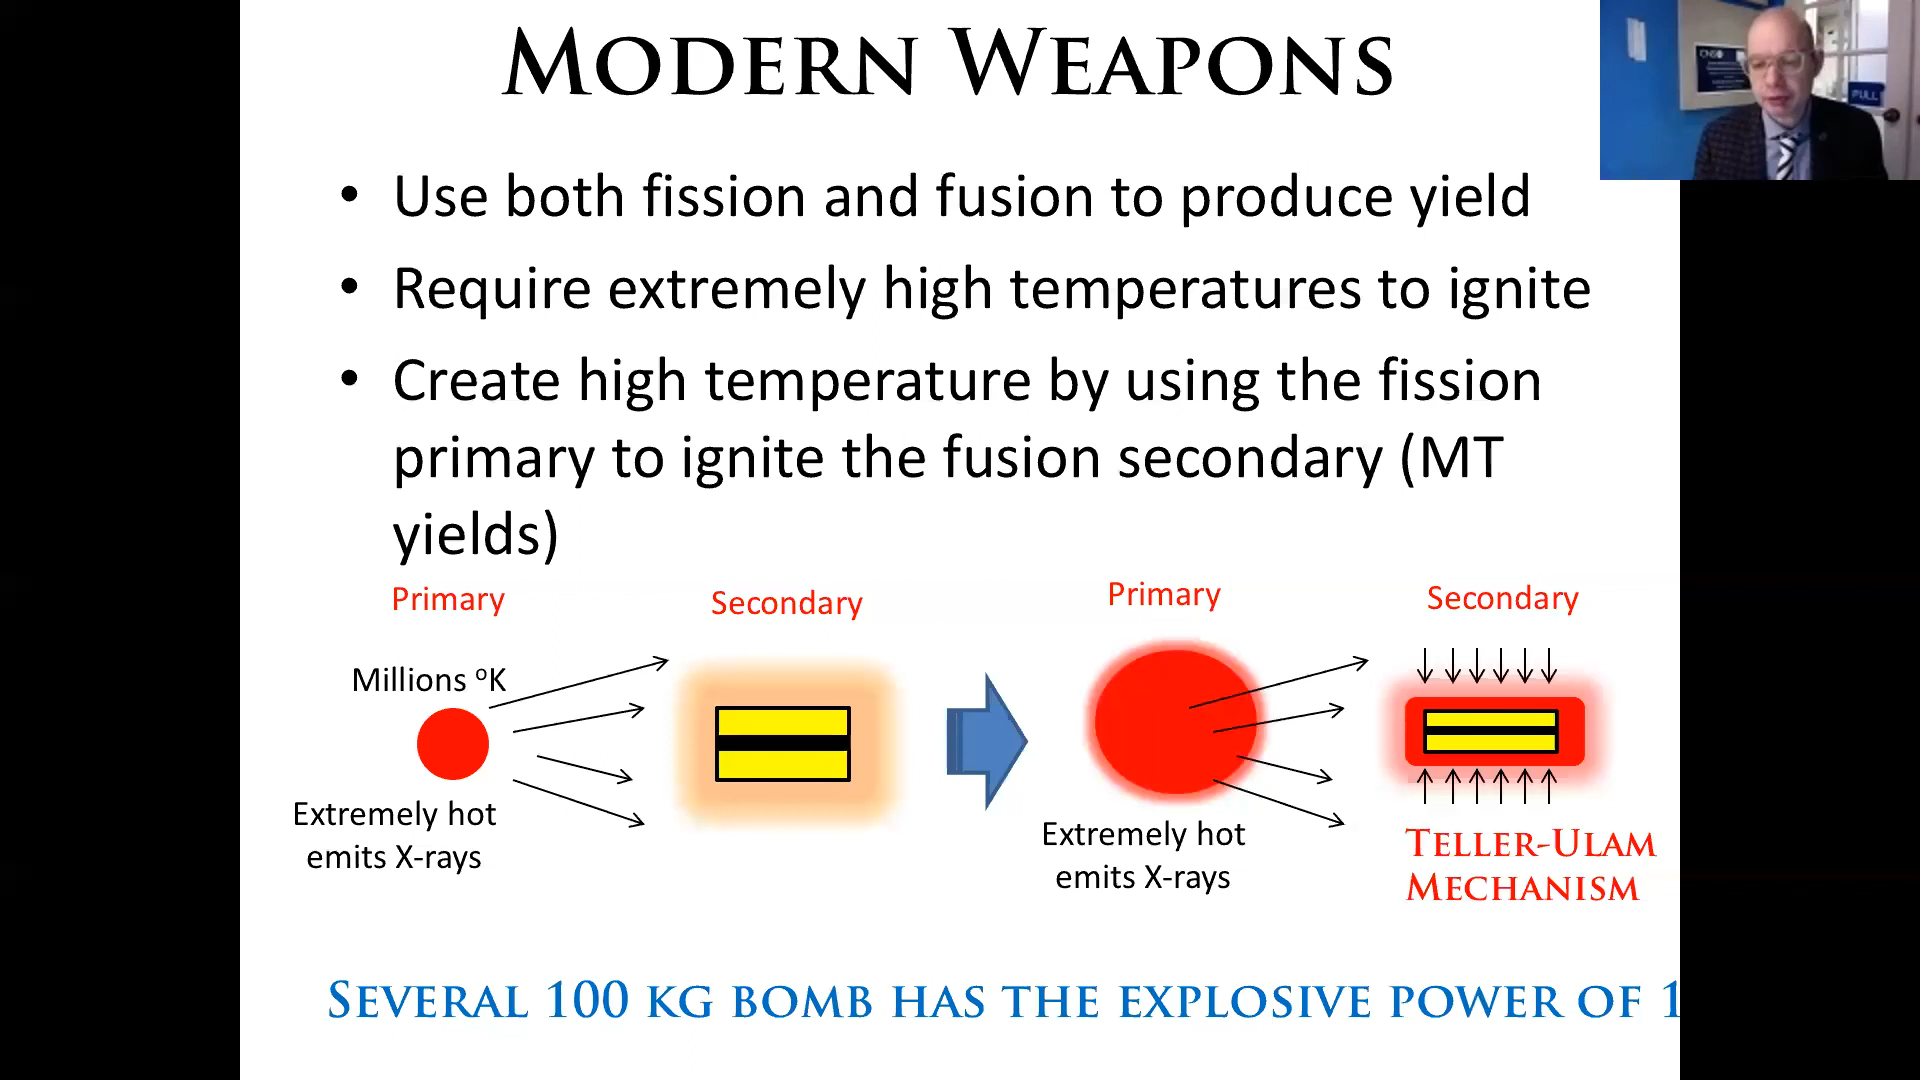 MODERN WEAPONS
• Use both fission and fusion to produce yield
• Require extremely high temperatures to ignite
• Create high temperature by using the fission
primary to ignite the fusion secondary (MT
yields)
Primary
Secondary
Primary
Secondary
Millions °K
Extremely hot
emits X-rays
Extremely hot
emits X-rays
TELLER-ULAM
MECHANISM
SEVERAL 100 KG BOMB HAS THE EXPLOSIVE POWER OF 1
PULL